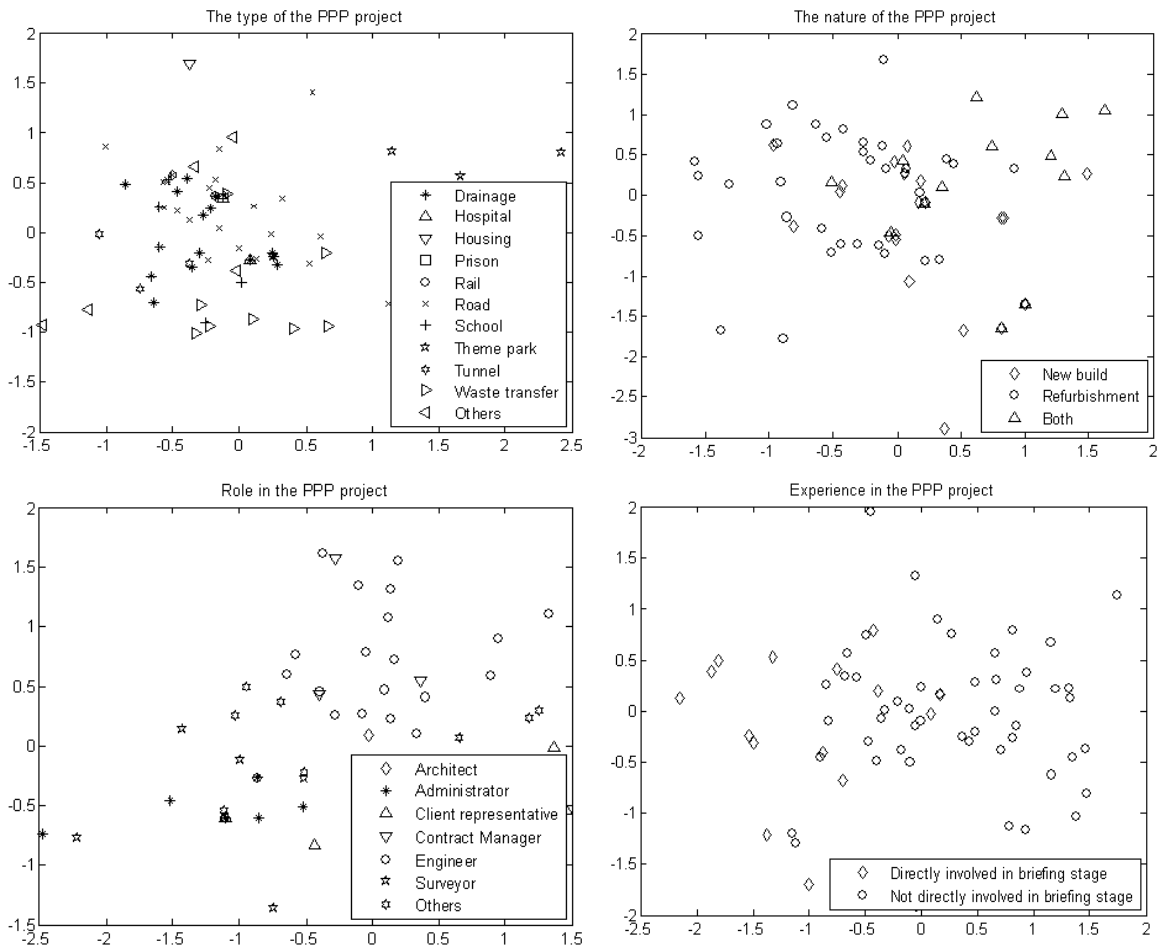 The type of the PPP project
2
1.5
1
0.5
0
-0.5
-1
-1.5
2
-1.5 -1 -0.5 0 0.5 1 1.5 2 2.5
Drainage
Hospital
Housing
Prison
Rail
Road
School
Theme park
Tunnel
Waste transfer
Others
The nature of the PPP project
2
1.5
1
0.5
0
-0.5
-1
-1.5
-2
-2.5
-3
-2 -1.5 -1 -0.5 0 0.5 1 1.5 2
New build
Refurbishment
Both
Role in the PPP project
2
1.5
1
0.5
0
-0.5
-1
-1.5
-2.5 -2 -1.5 -1 -0.5 0 0.5 1 1.5
Architect
Administrator
Client representative
Contract Manager
Engineer
Surveyor
Others
Experience in the PPP project
2
1.5
1
0.5
0
-0.5
-1
-1.5
-2
-2.5 -2 -1.5 -1 -0.5 0 0.5 1 1.5 2
Directly involved in briefing stage
Not directly involved in briefing stage